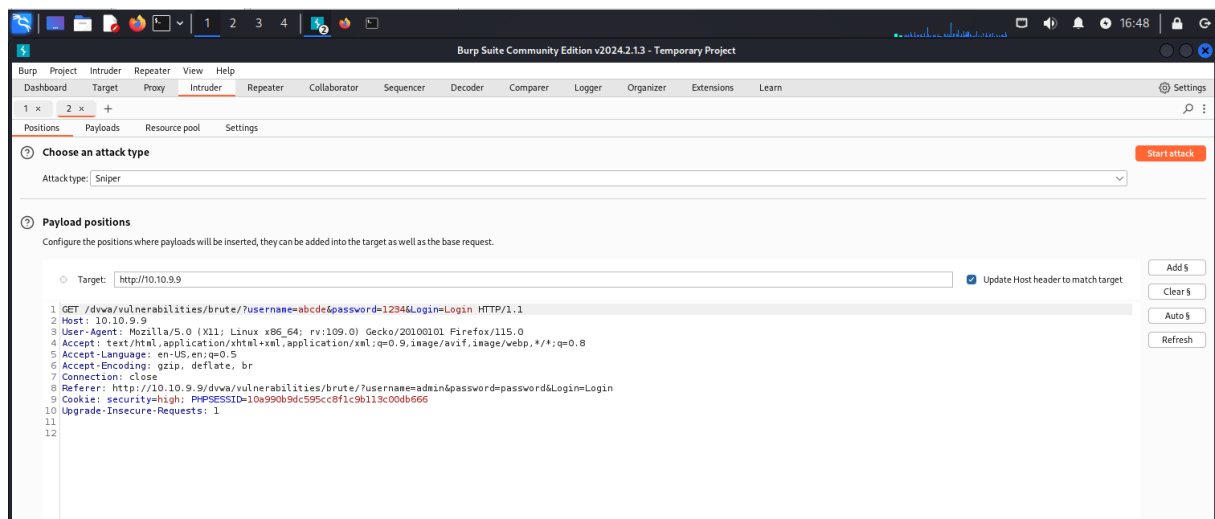 1 2 3 4 16:48
Burp Suite Community Edition v2024.2.1.3 - Temporary Project
Burp Project Intruder Repeater View Help
Dashboard Target Proxy Intruder Repeater Collaborator Sequencer Decoder Comparer Logger Organizer Extensions Learn Settings
1 × 2 × +
Positions Payloads Resource pool Settings
Choose an attack type
Start attack
Attack type: Sniper
Payload positions
Configure the positions where payloads will be inserted, they can be added into the target as well as the base request.
Add §
Target: http://10.10.9.9 Update Host header to match target
Clear §
1 GET /dvwa/vulnerabilities/brute/?username=abcde&password=1234&Login=Login HTTP/1.1
2 Host: 10.10.9.9
Auto §
3 User-Agent: Mozilla/5.0 (X11; Linux x86_64; rv:109.0) Gecko/20100101 Firefox/115.0
4 Accept: text/html,application/xhtml+xml,application/xml;q=0.9,image/avif,image/webp,*/*;q=0.8
Refresh
5 Accept-Language: en-US,en;q=0.5
6 Accept-Encoding: gzip, deflate, br
7 Connection: close
8 Referer: http://10.10.9.9/dvwa/vulnerabilities/brute/?username=admin&password=password&Login=Login
9 Cookie: security=high; PHPSESSID=10a990b9dc595cc8f1c9b113c00db666
10 Upgrade-Insecure-Requests: 1
11
12